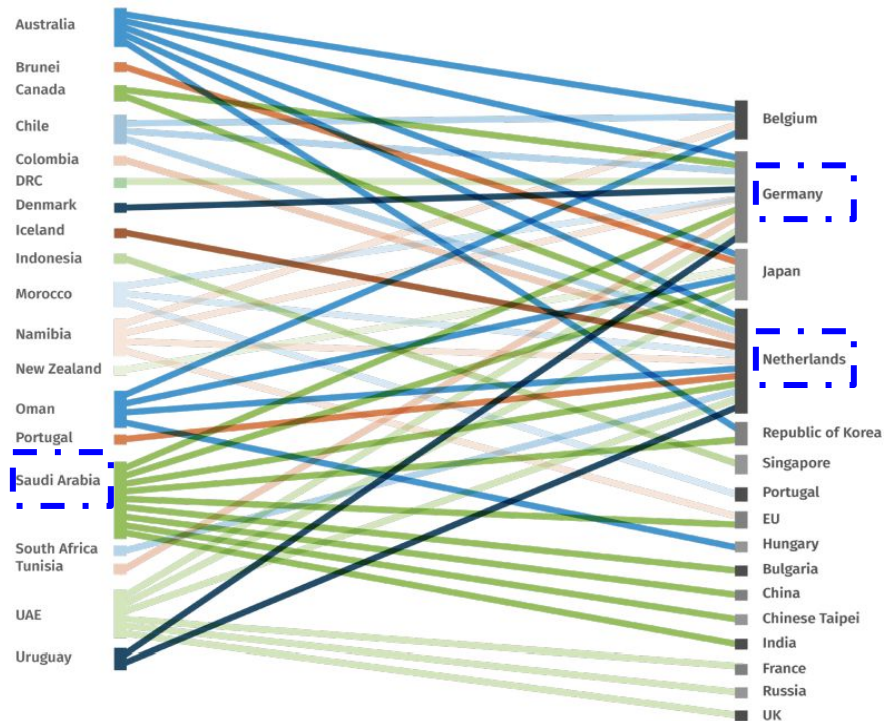 Australia
Brunei
Canada
Chile
Colombia
DRC
Denmark
Iceland
Indonesia
Morocco
Namibia
New Zealand
Oman
Portugal
Saudi Arabia
South Africa
Tunisia
UAE
Uruguay
Belgium
Germany
Japan
Netherlands
Republic of Korea
Singapore
Portugal
EU
Hungary
Bulgaria
China
Chinese Taipei
India
France
Russia
UK